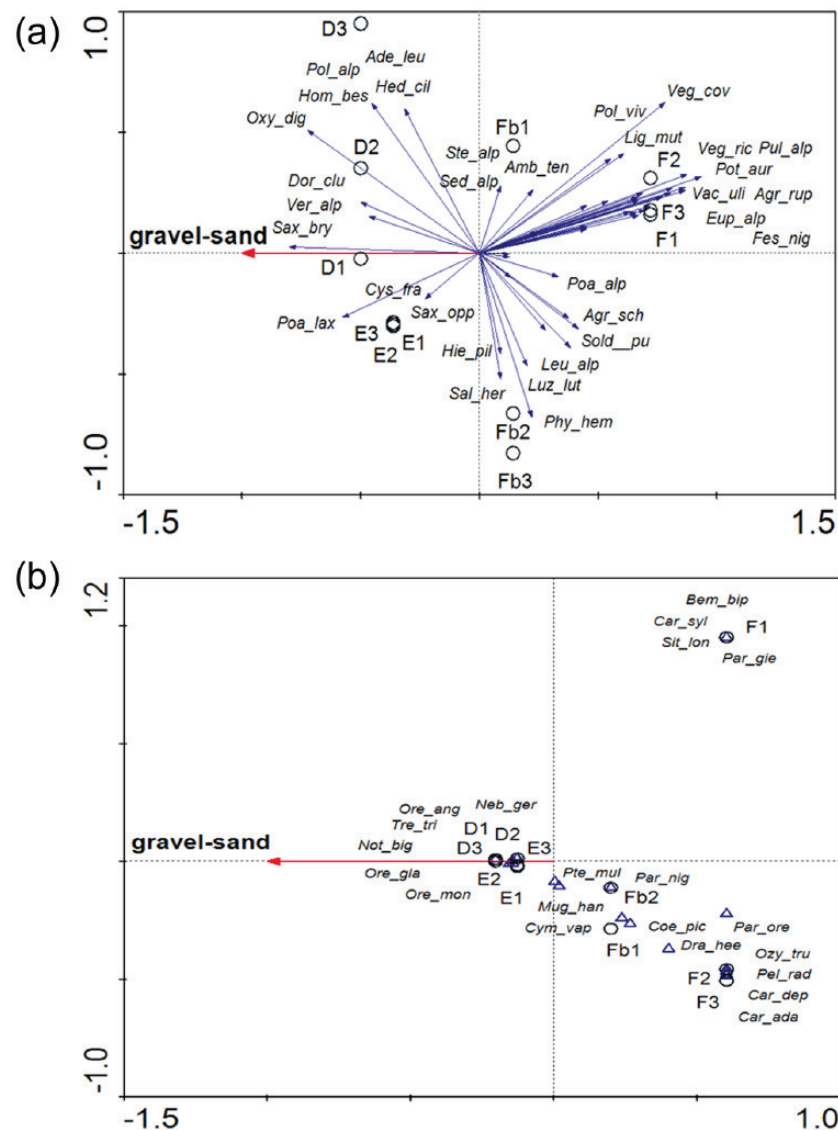 (a)
1.0
D3
Ade_leu
Pol_alp
Hom_bes
Hed_cil
Oxy_dig
Veg_cov
Pol_viv
Fb1
Lig_mut
D2
Ste_alp
Amb_ten
F2
Veg_ric
Pul_alp
Pot_aur
Dor_clu
Sed_alp
Vac_uli
Agr_rup
Ver_alp
F3
Eup_alp
Sax_bry
F1
Fes_nig
gravel-sand
D1
Cys_fra
Poa_alp
Poa_lax
Sax_opp
Agr_sch
E3
E1
E2
Hie_pil
Sold__pu
Leu_alp
Sal_her
Luz_lut
Fb2
Phy_hem
Fb3
-1.0
-1.5
1.5
(b)
1.2
Bem_bip
Car_syl
F1
Sit_lon
Par_gie
Ore_ang
Neb_ger
Tre_tri
D1
D2
gravel-sand
Not_big
D3
E3
Ore_gla
E2
Pte_mul
Par_nig
Ore_mon
E1
Fb2
Mug_han
Cym_vap
Coe_pic
Par_ore
Fb1
Dra_hee
Ozy_tru
F2
Pel_rad
F3
Car_dep
Car_ada
-1.0
-1.5
1.0